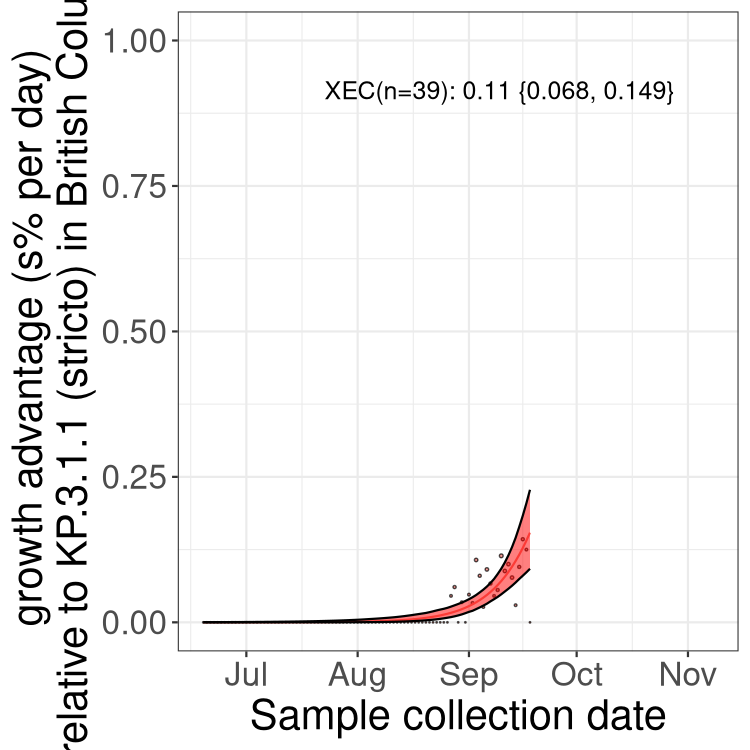 growth advantage (s% per day)
relative to KP.3.1.1 (stricto) in British Colu
1.00
0.75
0.50
0.25
0.00
XEC(n=39): 0.11 {0.068, 0.149}
Jul Aug Sep Oct Nov
Sample collection date